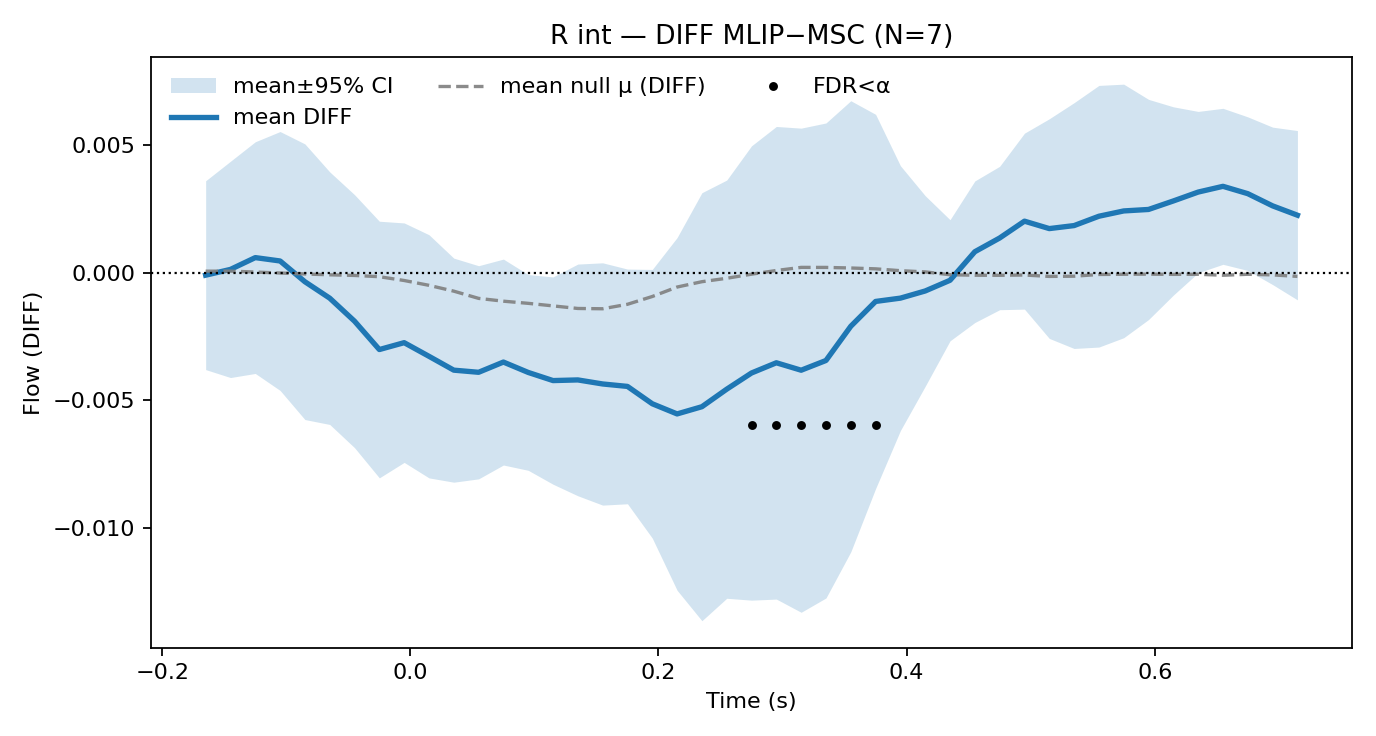 R int — DIFF MLIP−MSC (N=7)
mean±95% CI
mean DIFF
mean null μ (DIFF)
FDR<α
0.005
0.000
−0.005
−0.010
Flow (DIFF)
−0.2
0.0
0.2
0.4
0.6
Time (s)